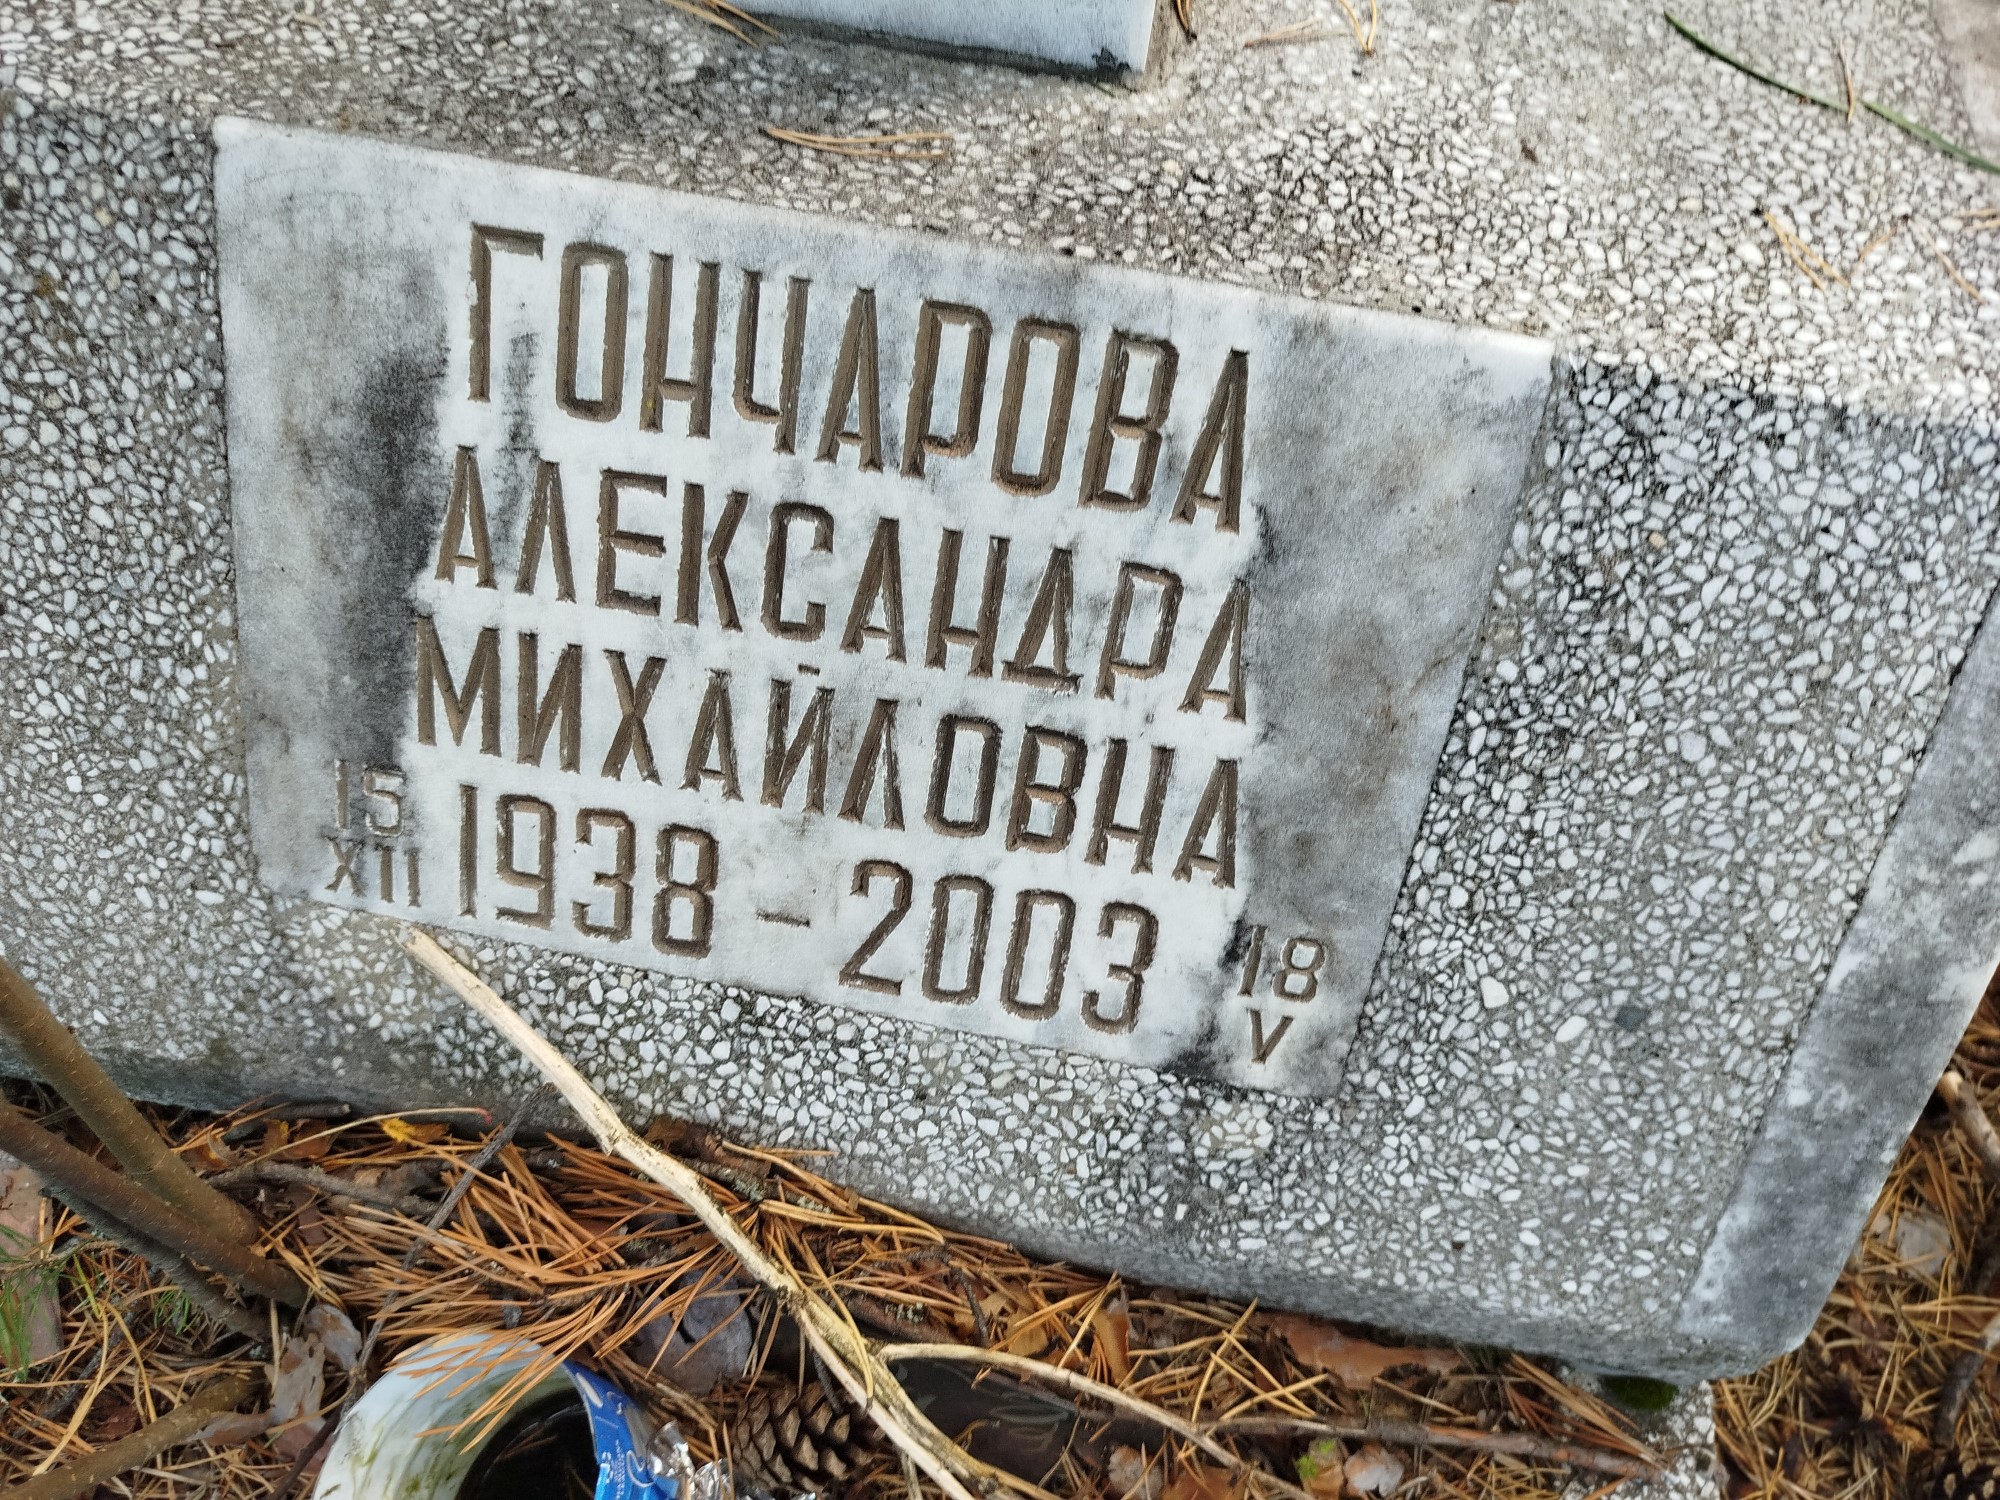 ГОНЧАРОВА
АЛЕКСАНДРА
МИХАЙЛОВНА
15 XII 1938 – 2003 18 V